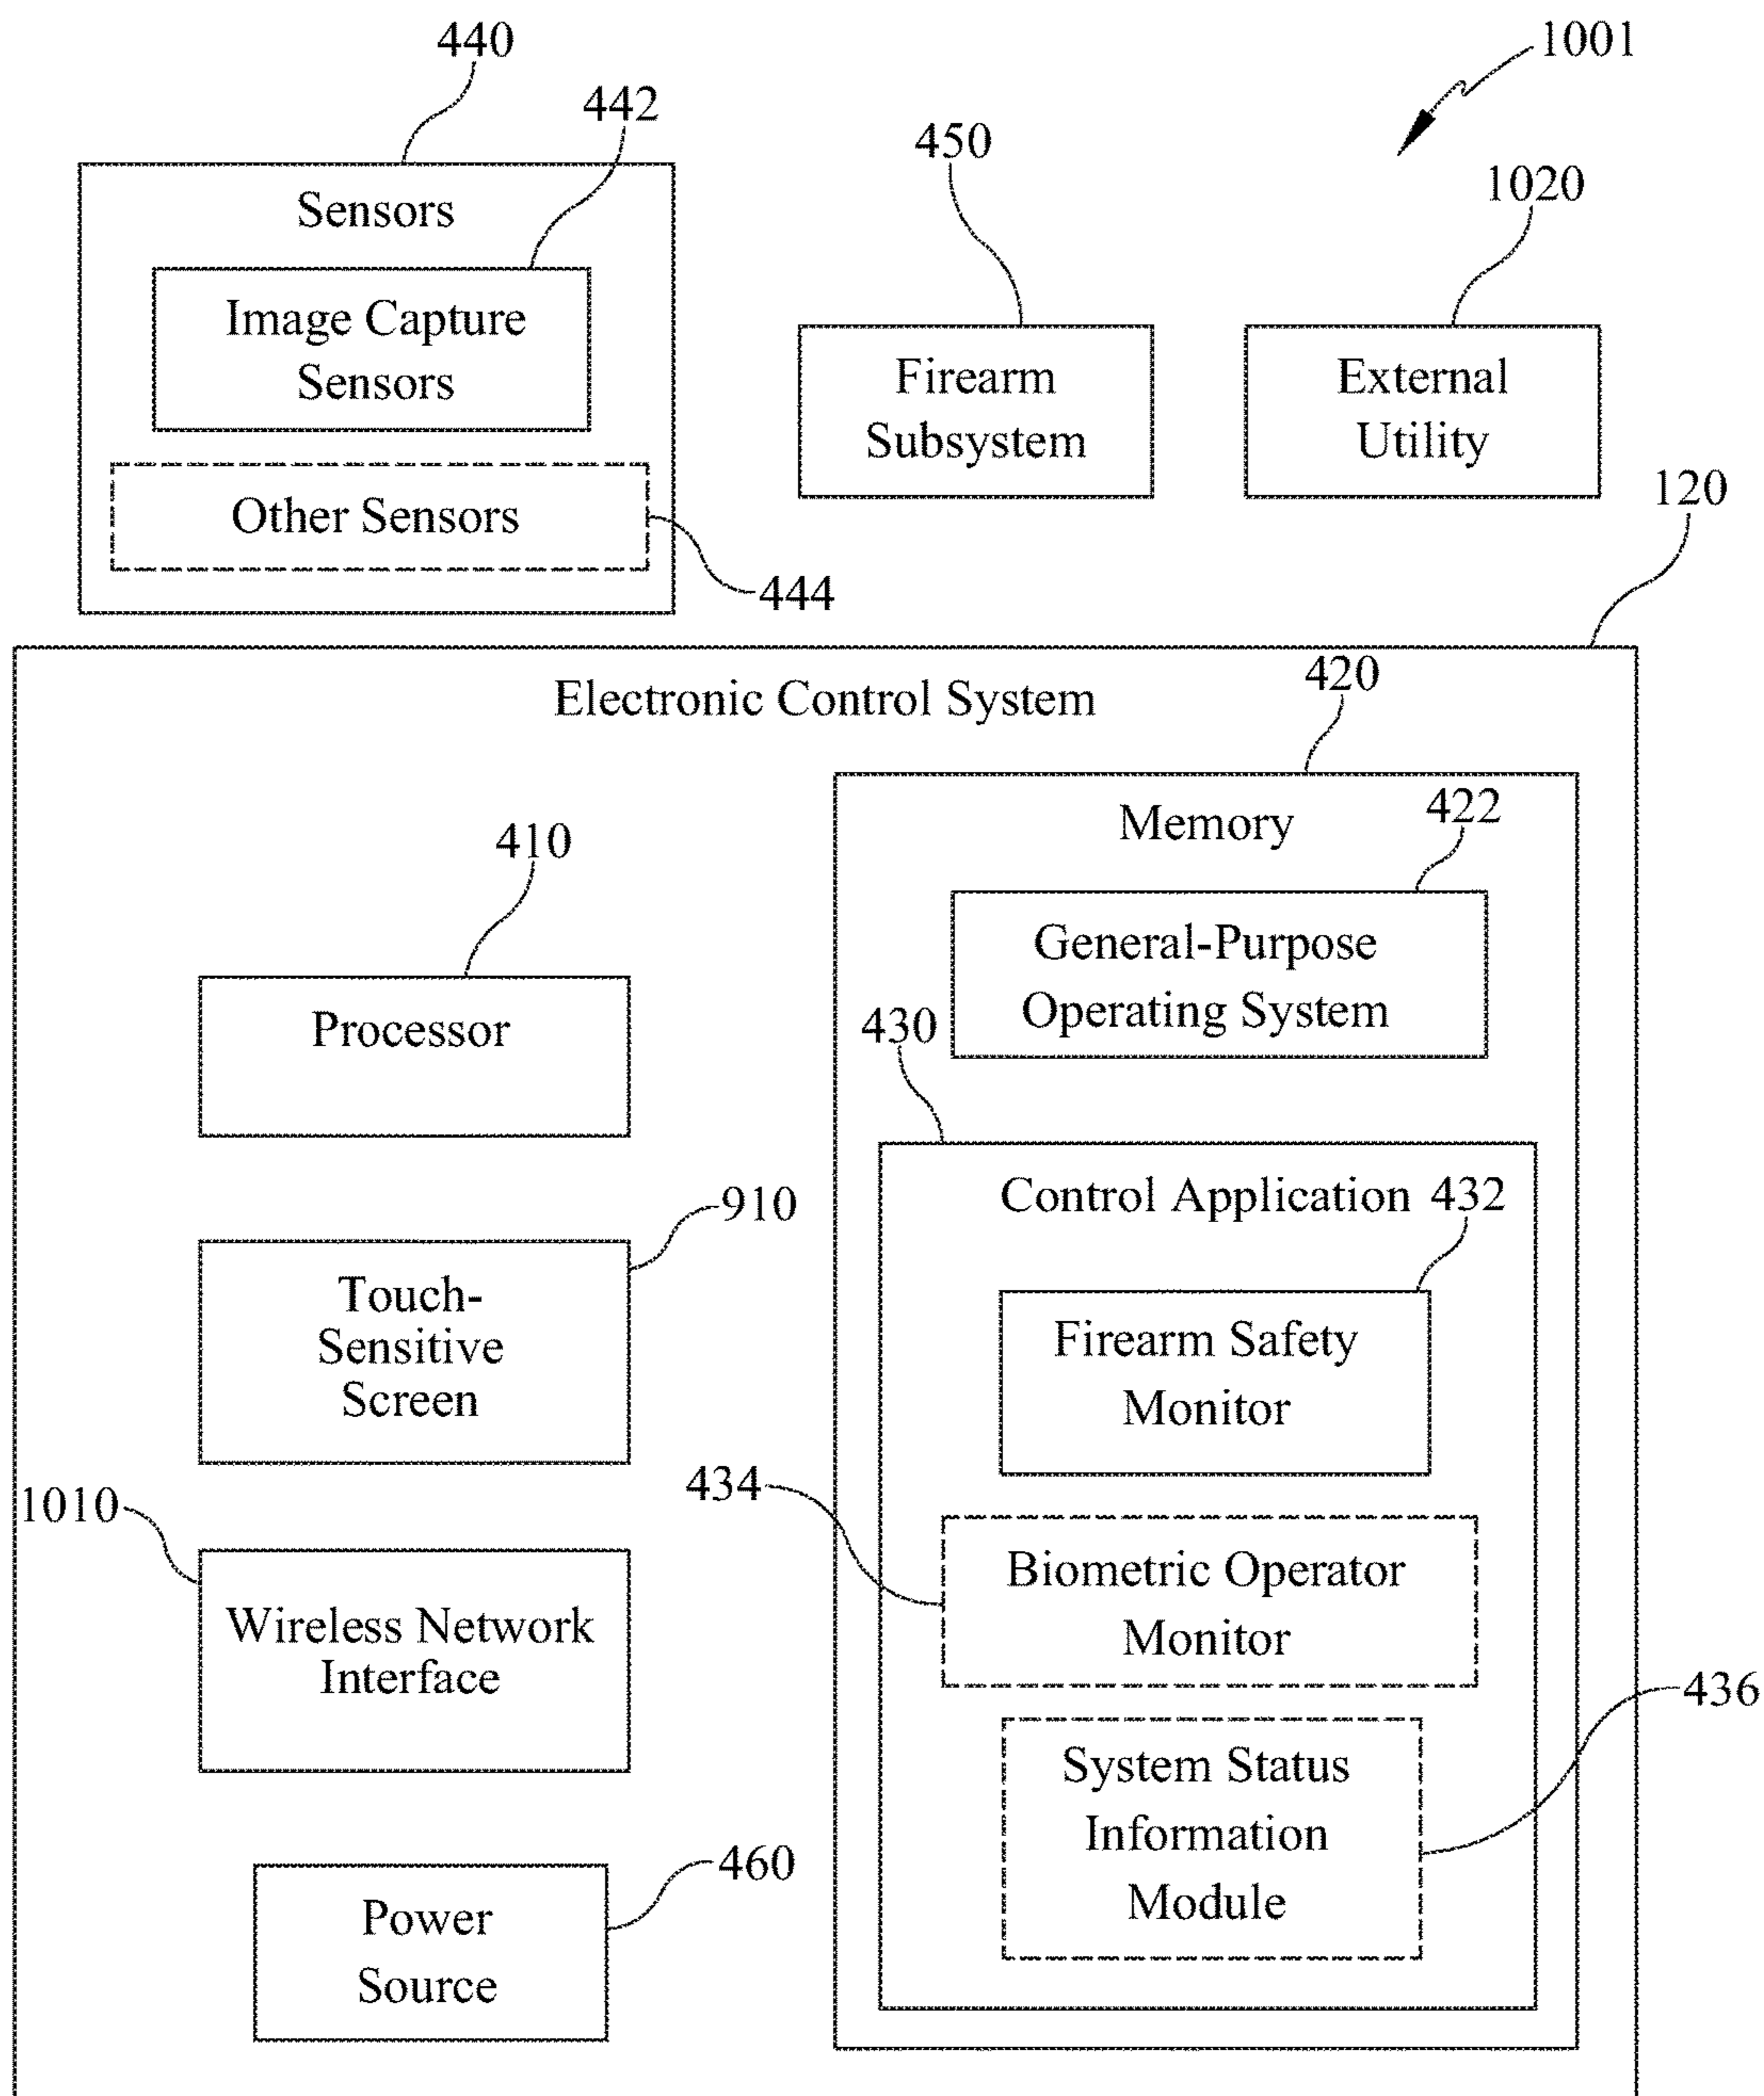 440
1001
442
450
1020
Sensors
Image Capture
Sensors
Firearm
Subsystem
External
Utility
120
Other Sensors
444
Electronic Control System
420
Memory
422
410
General-Purpose
Operating System
Processor
430
Control Application
432
910
Touch-
Sensitive
Screen
Firearm Safety
Monitor
434
1010
Biometric Operator
Monitor
Wireless Network
Interface
436
System Status
Information
Module
460
Power
Source